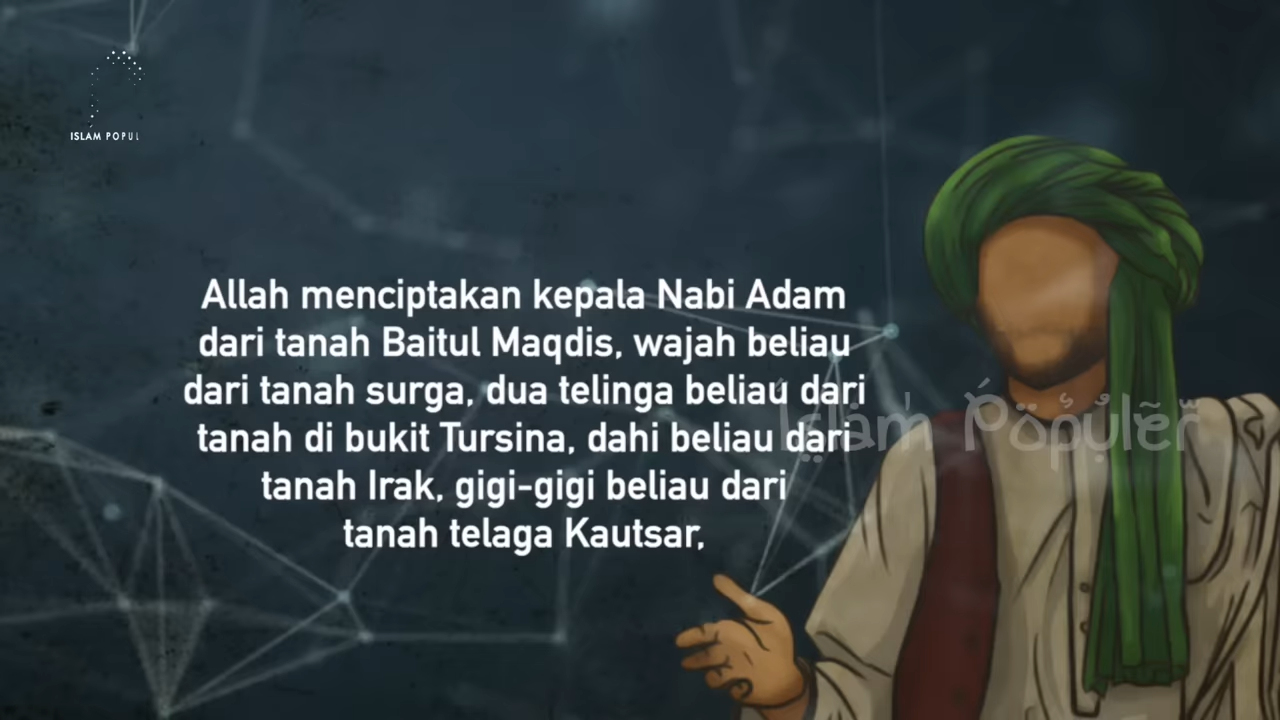 ISLAM POPUL
Allah menciptakan kepala Nabi Adam
dari tanah Baitul Maqdis, wajah beliau
dari tanah surga, dua telinga beliau dari
tanah di bukit Tursina, dahi beliau dari
tanah Irak, gigi-gigi beliau dari
tanah telaga Kautsar,
Islam Populer